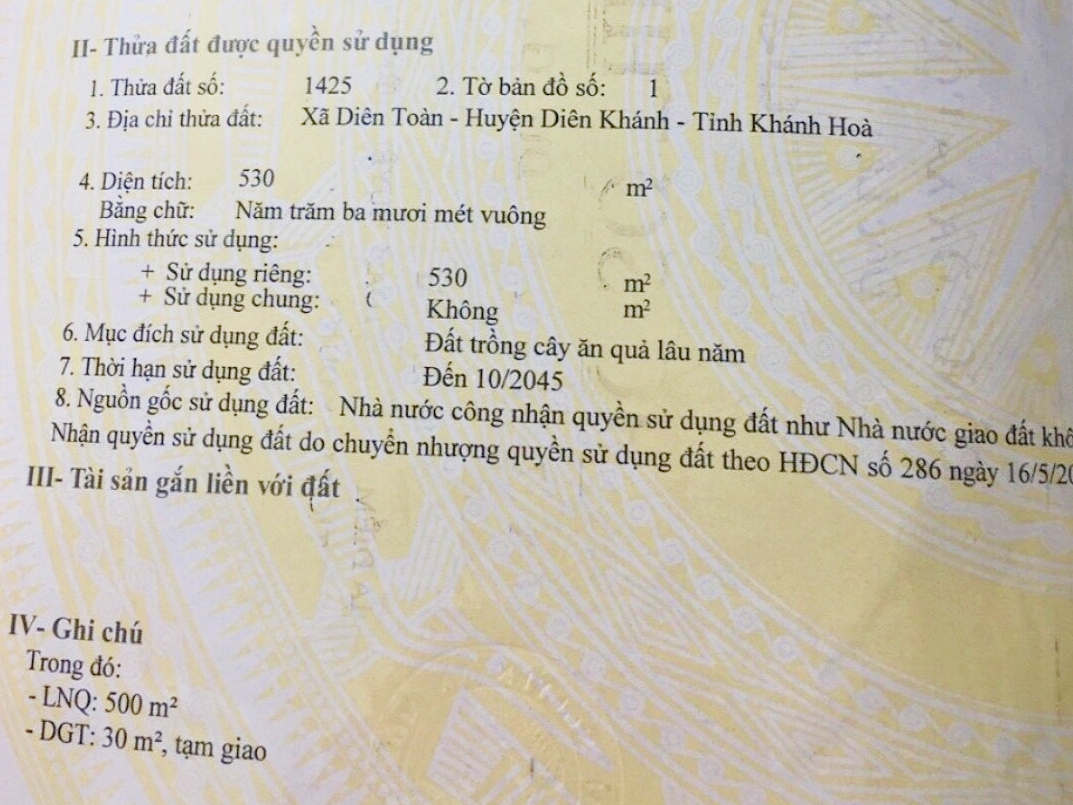 II- Thửa đất được quyền sử dụng
1. Thửa đất số: 1425 2. Tờ bản đồ số: 1
3. Địa chỉ thửa đất: Xã Diên Toàn - Huyện Diên Khánh - Tỉnh Khánh Hoà
4. Diện tích: 530 m²
Bằng chữ: Năm trăm ba mươi mét vuông
5. Hình thức sử dụng:
+ Sử dụng riêng: 530 m²
+ Sử dụng chung: Không m²
6. Mục đích sử dụng đất: Đất trồng cây ăn quả lâu năm
7. Thời hạn sử dụng đất: Đến 10/2045
8. Nguồn gốc sử dụng đất: Nhà nước công nhận quyền sử dụng đất như Nhà nước giao đất
Nhận quyền sử dụng đất do chuyển nhượng quyền sử dụng đất theo HĐCN số 286 ngày 16/5/20
III- Tài sản gắn liền với đất
IV- Ghi chú
Trong đó:
- LNQ: 500 m²
- DGT: 30 m², tạm giao